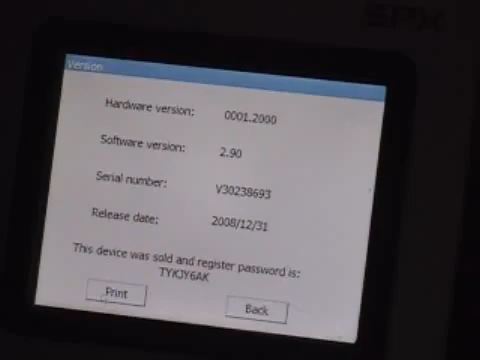 SPX
Version
Hardware version: 0001.2000
Software version: 2.90
Serial number: V30238693
Release date: 2008/12/31
This device was sold and register password is:
TYKJY6AK
Print Back